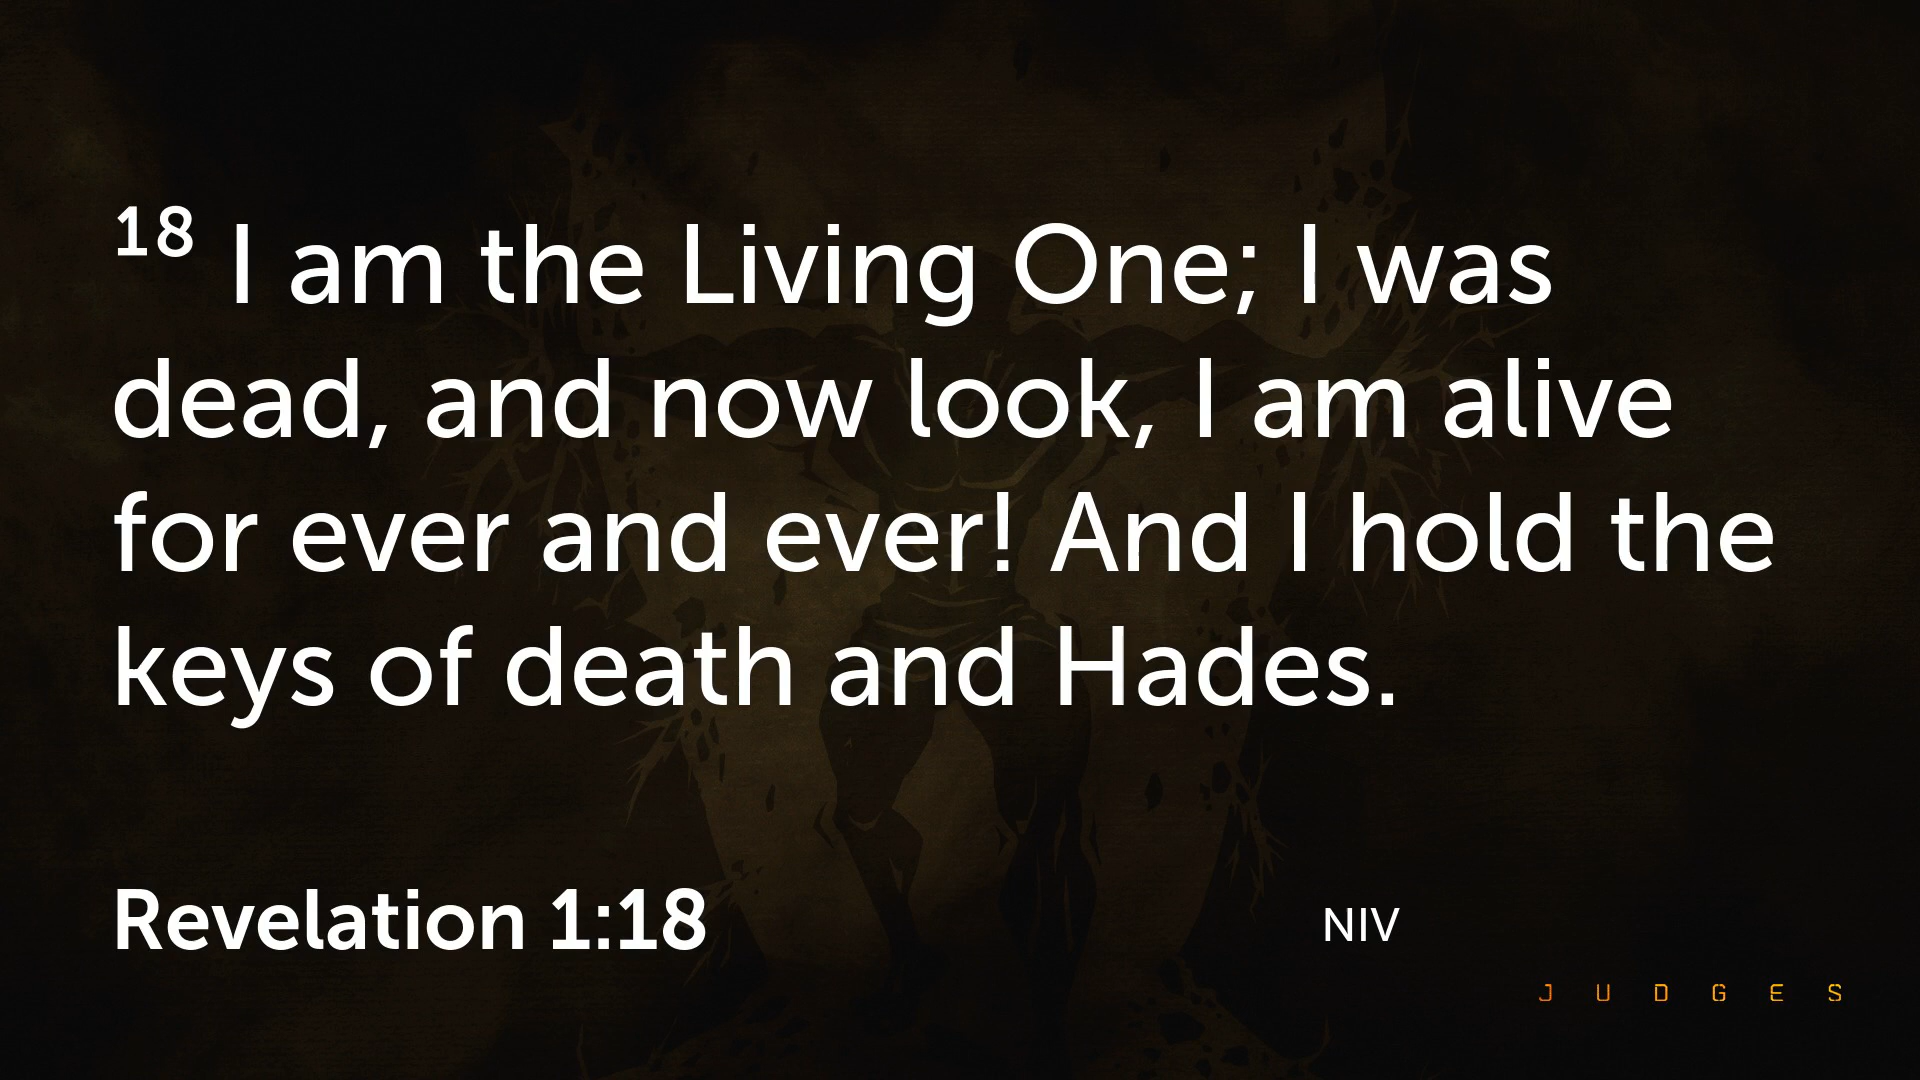 18 I am the Living One; I was
dead, and now look, I am alive
for ever and ever! And I hold the
keys of death and Hades.
Revelation 1:18
NIV
JUDGES